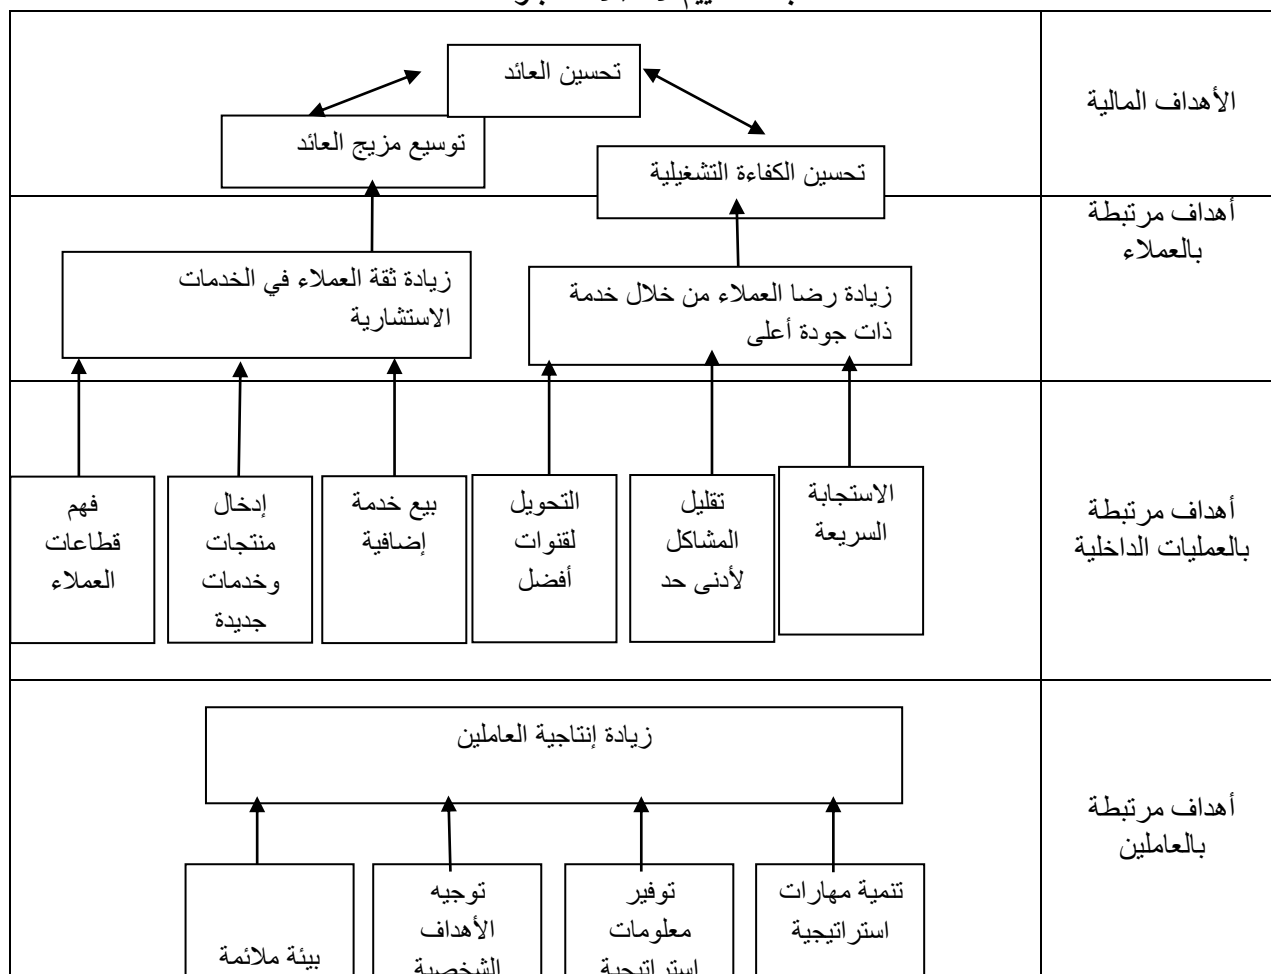 الأهداف المالية
تحسين العائد
توسيع مزيج العائد
تحسين الكفاءة التشغيلية
أهداف مرتبطة
بالعملاء
زيادة رضا العملاء من خلال خدمة
ذات جودة أعلى
زيادة ثقة العملاء في الخدمات
الاستشارية
أهداف مرتبطة
بالعمليات الداخلية
الاستجابة
السريعة
تقليل
المشاكل
لأدنى حد
التحويل
لقنوات
أفضل
بيع خدمة
إضافية
إدخال
منتجات
وخدمات
جديدة
فهم
قطاعات
العملاء
أهداف مرتبطة
بالعاملين
زيادة إنتاجية العاملين
تنمية مهارات
استراتيجية
توفير
معلومات
استراتيجية
توجيه
الأهداف
الشخصية
بيئة ملائمة